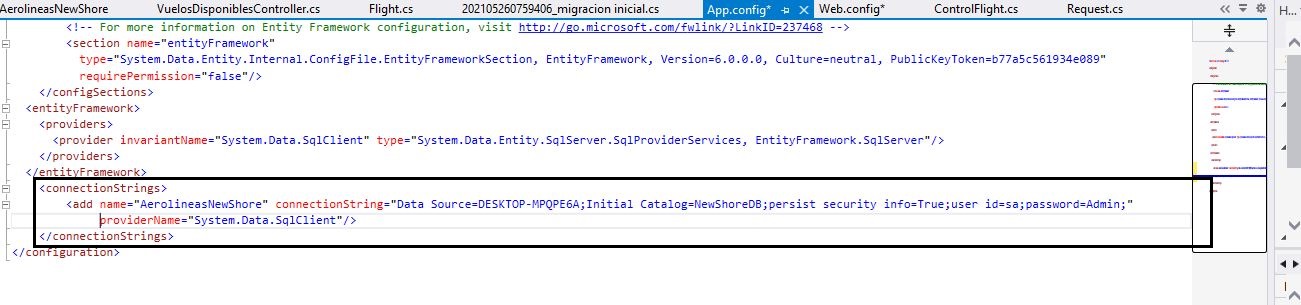 AerolineasNewShore VuelosDisponiblesController.cs Flight.cs 202105260759406_migracion inicial.cs App.config* Web.config* ControlFlight.cs Request.cs H...
<!-- For more information on Entity Framework configuration, visit http://go.microsoft.com/fwlink/?LinkID=237468 -->
<section name="entityFramework"
type="System.Data.Entity.Internal.ConfigFile.EntityFrameworkSection, EntityFramework, Version=6.0.0.0, Culture=neutral, PublicKeyToken=b77a5c561934e089"
requirePermission="false"/>
</configSections>
<entityFramework>
<providers>
<provider invariantName="System.Data.SqlClient" type="System.Data.Entity.SqlServer.SqlProviderServices, EntityFramework.SqlServer"/>
</providers>
</entityFramework>
<connectionStrings>
<add name="AerolineasNewShore" connectionString="Data Source=DESKTOP-MPQPE6A;Initial Catalog=NewShoreDB;persist security info=True;user id=sa;password=Admin;"
providerName="System.Data.SqlClient"/>
</connectionStrings>
</configuration>